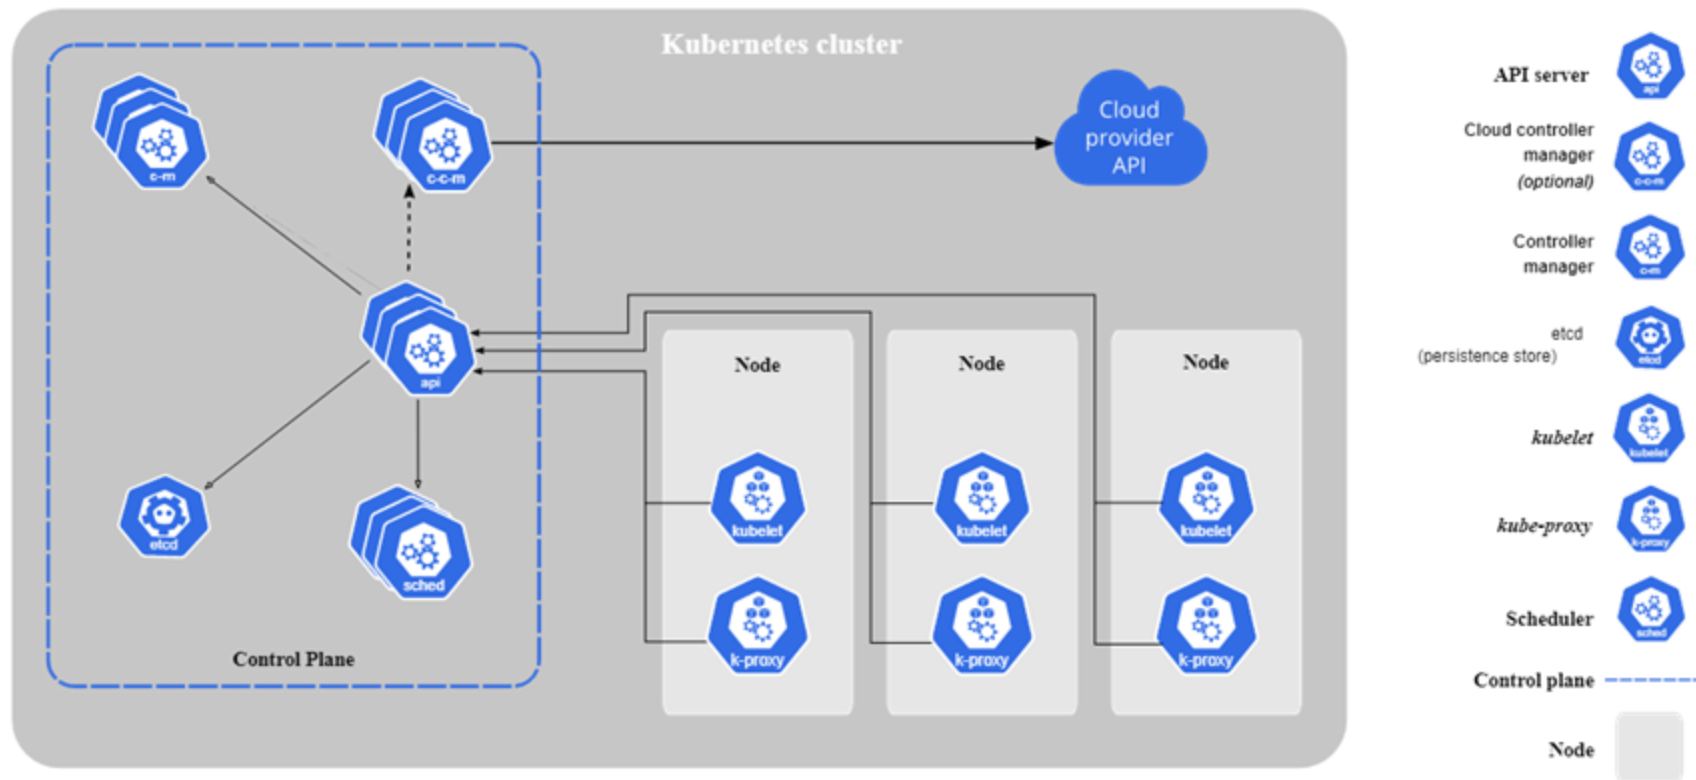 Kubernetes cluster
c-m
c-c-m
Cloud
provider
API
api
etcd
sched
Control Plane
Node
kubelet
k-proxy
Node
kubelet
k-proxy
Node
kubelet
k-proxy
API server
api
Cloud controller
manager
(optional)
c-c-m
Controller
manager
c-m
etcd
(persistence store)
etcd
kubelet
kubelet
kube-proxy
k-proxy
Scheduler
sched
Control plane
Node